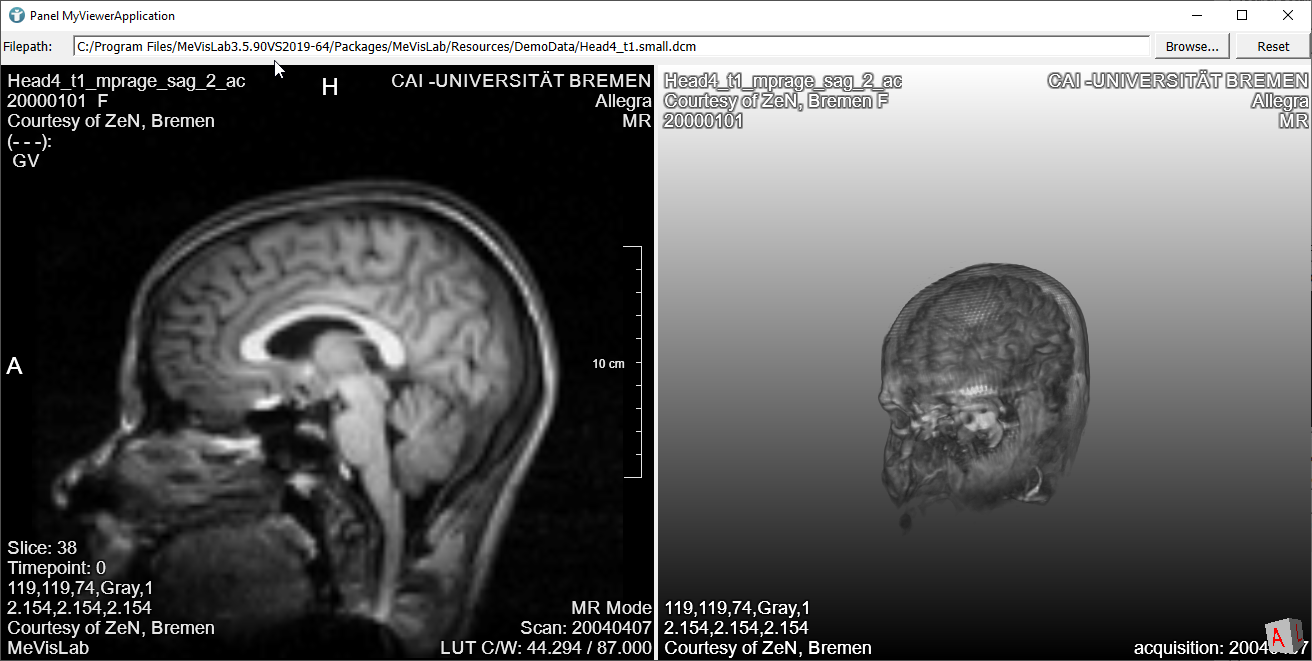 Panel MyViewerApplication
Filepath: C:/Program Files/MeVisLab3.5.90VS2019-64/Packages/MeVisLab/Resources/DemoData/Head4_t1.small.dcm Browse... Reset
Head4_t1_mprage_sag_2_ac
20000101 F
Courtesy of ZeN, Bremen
(---):
GV
H
CAI -UNIVERSITÄT BREMEN
Allegra
MR
A
10 cm
Slice: 38
Timepoint: 0
119,119,74,Gray,1
2.154,2.154,2.154
Courtesy of ZeN, Bremen
MeVisLab
MR Mode
Scan: 20040407
LUT C/W: 44.294 / 87.000
Head4_t1_mprage_sag_2_ac
Courtesy of ZeN, Bremen F
20000101
CAI -UNIVERSITÄT BREMEN
Allegra
MR
119,119,74,Gray,1
2.154,2.154,2.154
Courtesy of ZeN, Bremen
acquisition:
A